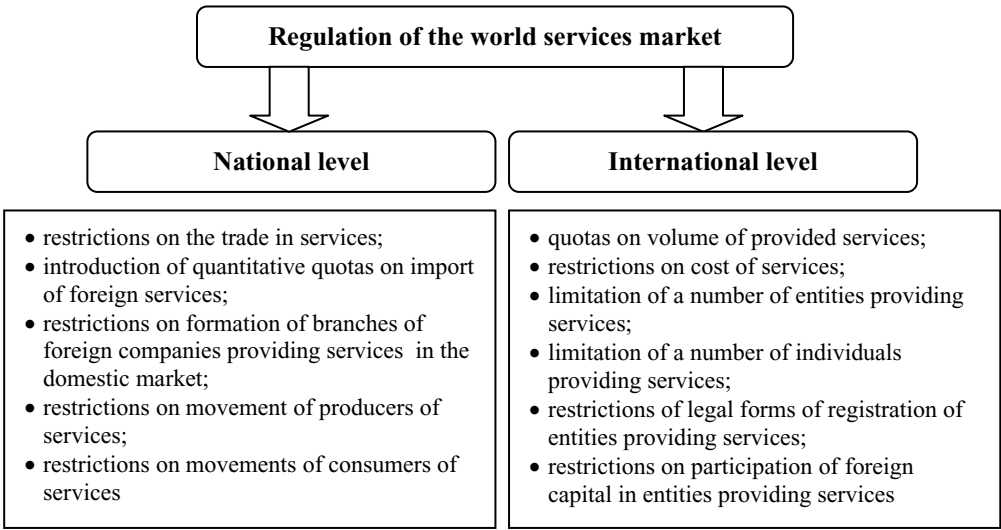 Regulation of the world services market
National level
• restrictions on the trade in services;
• introduction of quantitative quotas on import
of foreign services;
• restrictions on formation of branches of
foreign companies providing services in the
domestic market;
• restrictions on movement of producers of
services;
• restrictions on movements of consumers of
services
International level
• quotas on volume of provided services;
• restrictions on cost of services;
• limitation of a number of entities providing
services;
• limitation of a number of individuals
providing services;
• restrictions of legal forms of registration of
entities providing services;
• restrictions on participation of foreign
capital in entities providing services